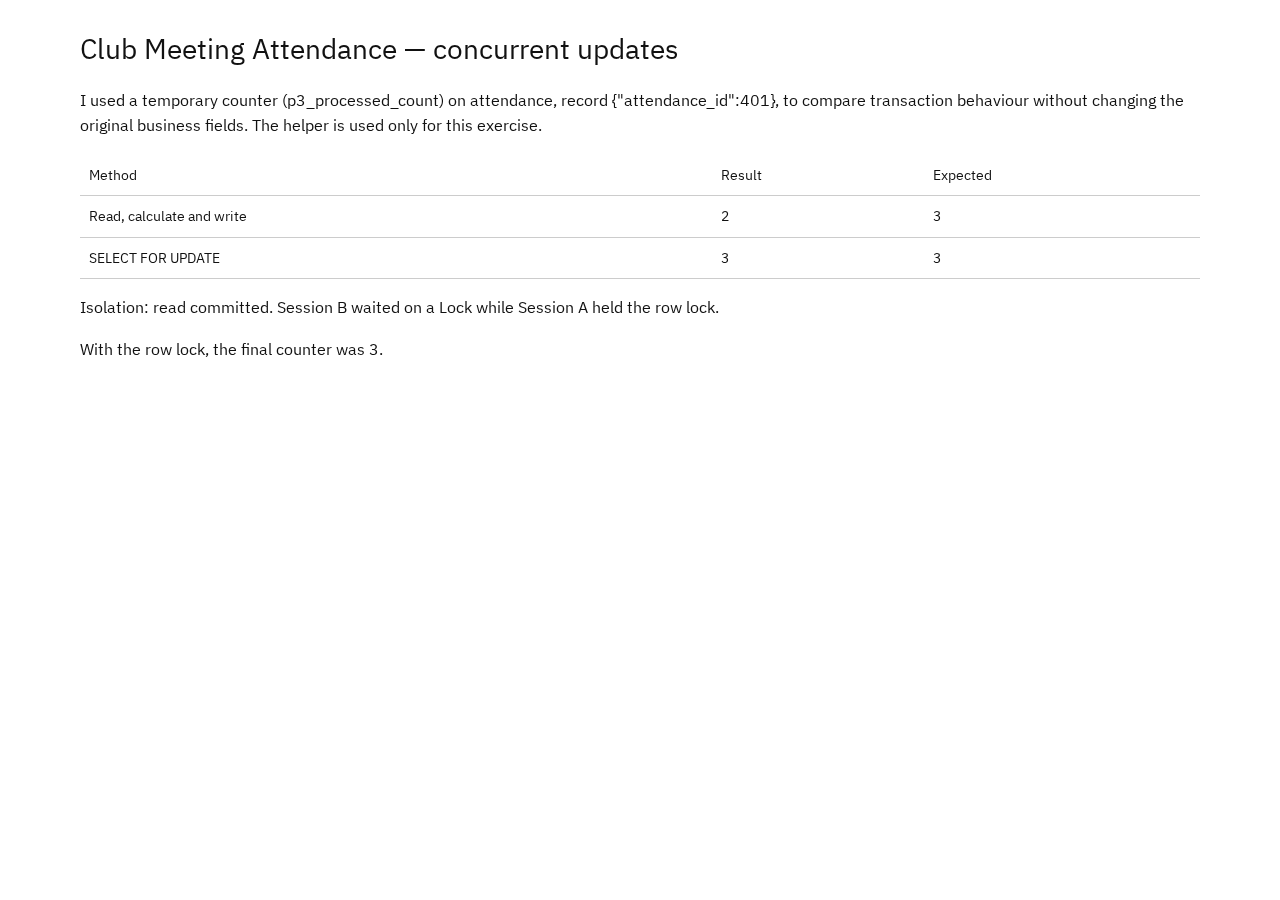 Club Meeting Attendance — concurrent updates
I used a temporary counter (p3_processed_count) on attendance, record {"attendance_id":401}, to compare transaction behaviour without changing the
original business fields. The helper is used only for this exercise.
Method Result Expected
Read, calculate and write 2 3
SELECT FOR UPDATE 3 3
Isolation: read committed. Session B waited on a Lock while Session A held the row lock.
With the row lock, the final counter was 3.